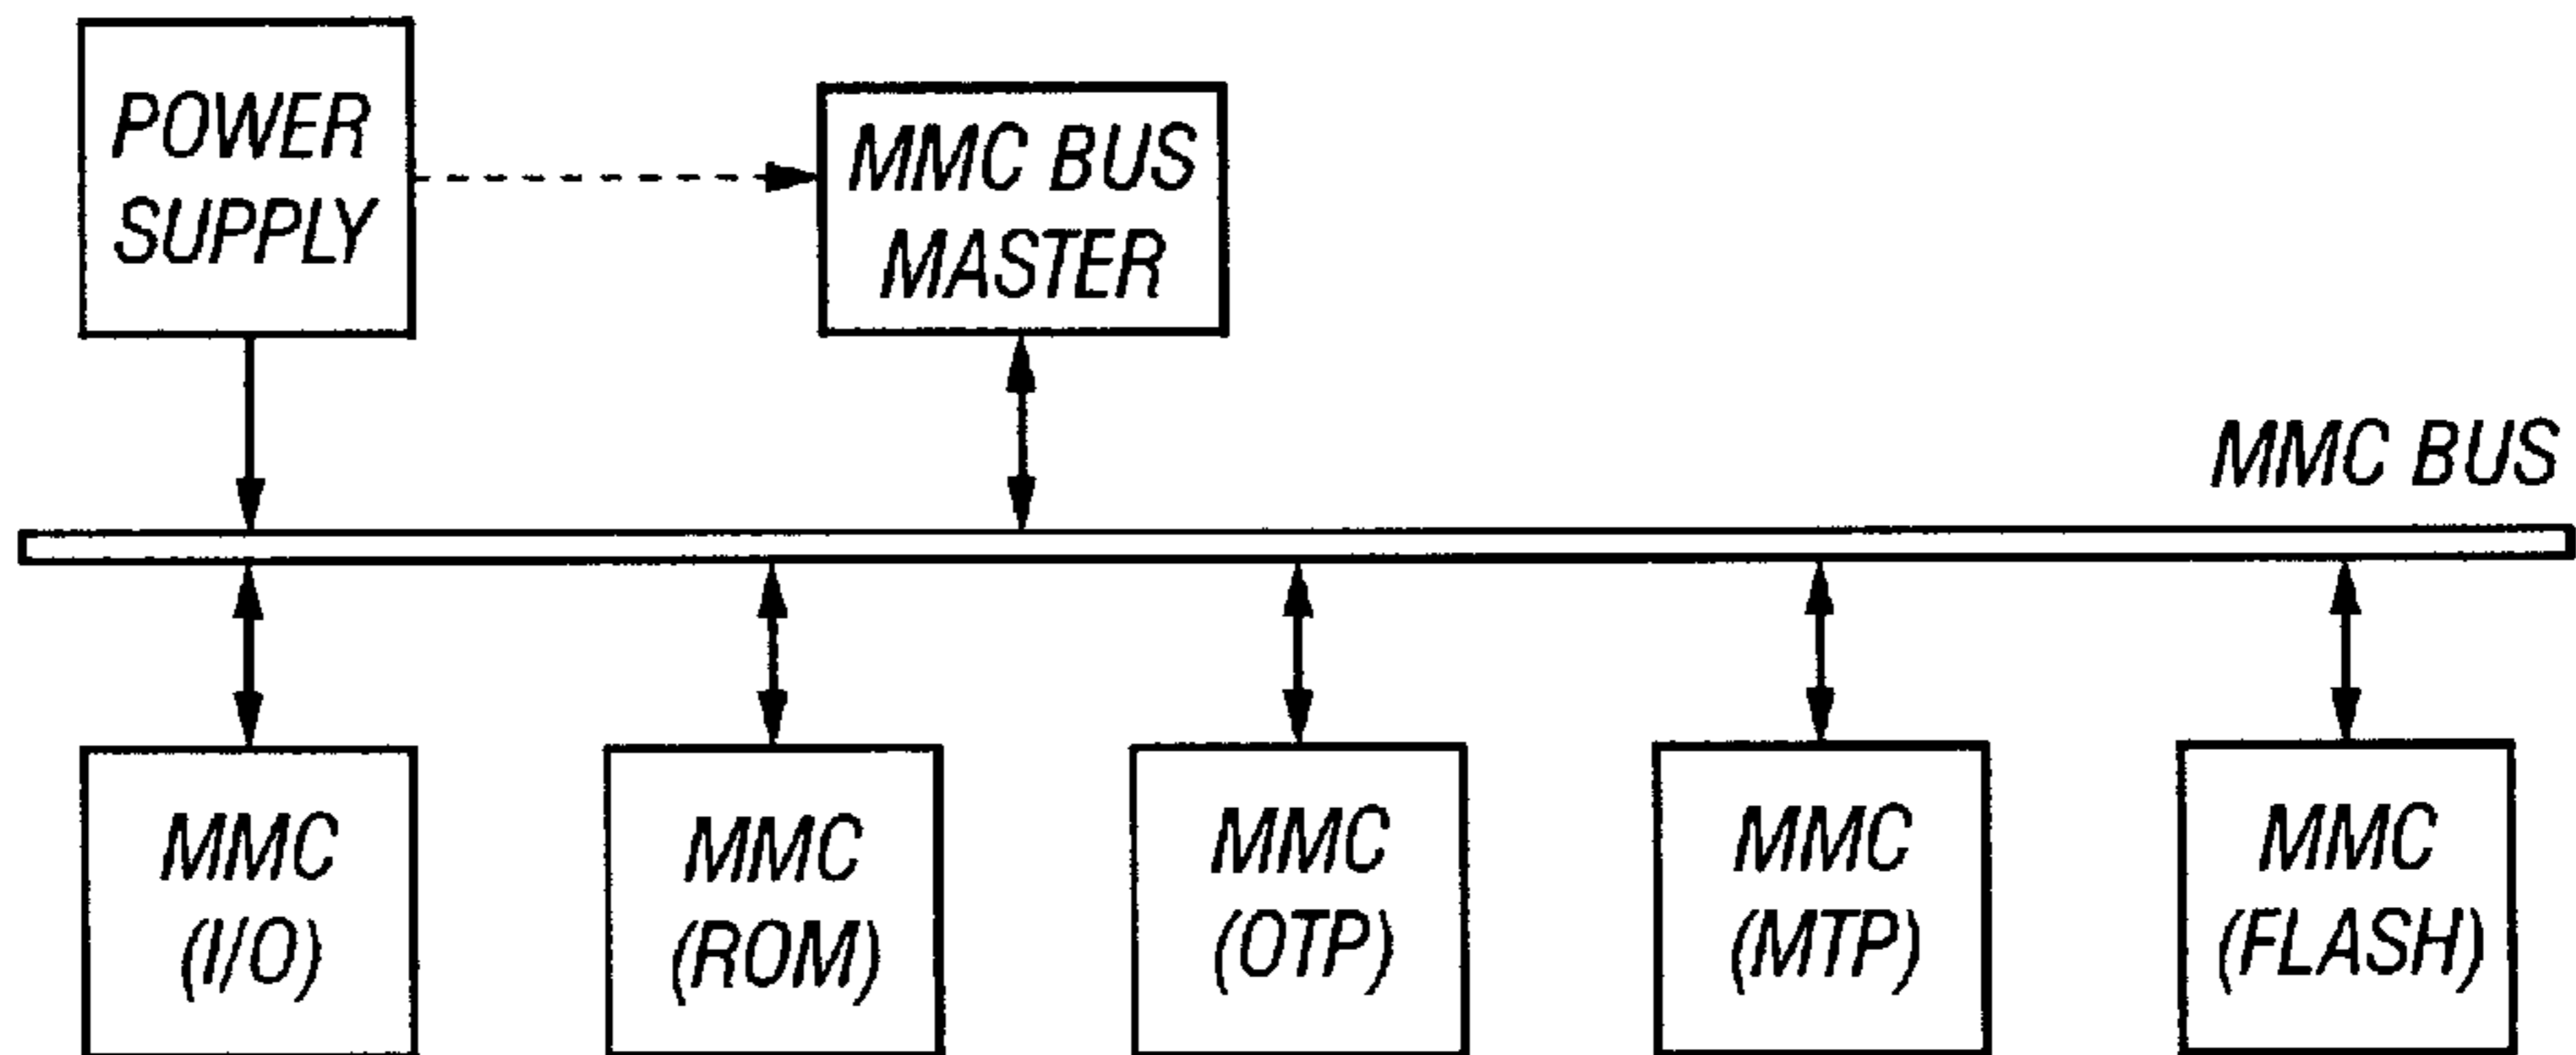 POWER
SUPPLY
MMC BUS
MASTER
MMC BUS
MMC
(I/O)
MMC
(ROM)
MMC
(OTP)
MMC
(MTP)
MMC
(FLASH)